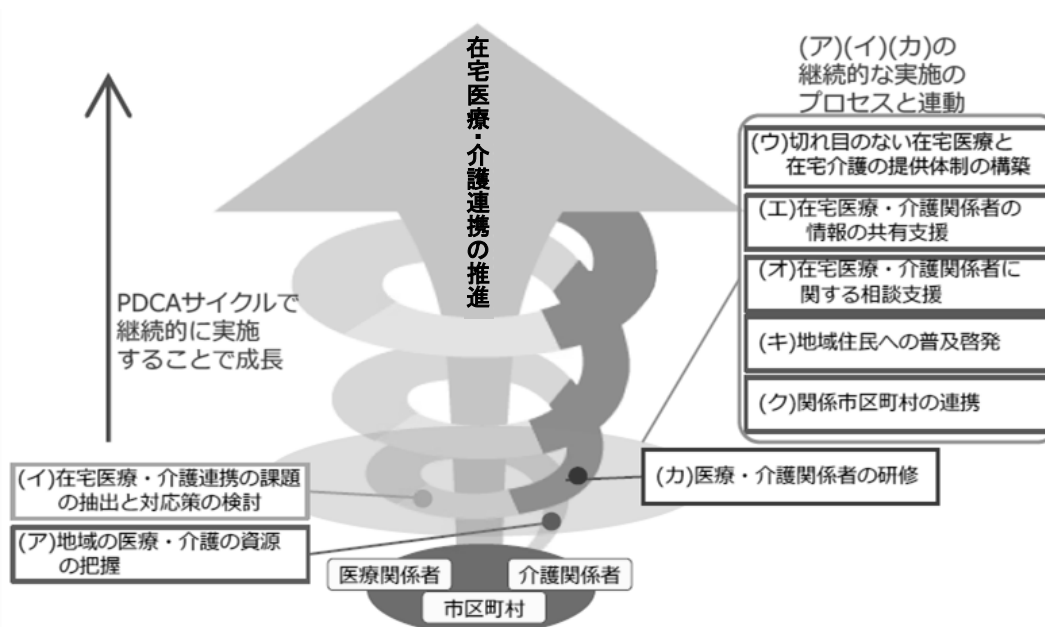 在宅医療・介護連携の推進
(ア)(イ)(カ)の
継続的な実施の
プロセスと連動
(ウ)切れ目のない在宅医療と
在宅介護の提供体制の構築
(エ)在宅医療・介護関係者の
情報の共有支援
(オ)在宅医療・介護関係者に
関する相談支援
(キ)地域住民への普及啓発
(ク)関係市区町村の連携
PDCAサイクルで
継続的に実施
することで成長
(イ)在宅医療・介護連携の課題
の抽出と対応策の検討
(カ)医療・介護関係者の研修
(ア)地域の医療・介護の資源
の把握
医療関係者
介護関係者
市区町村